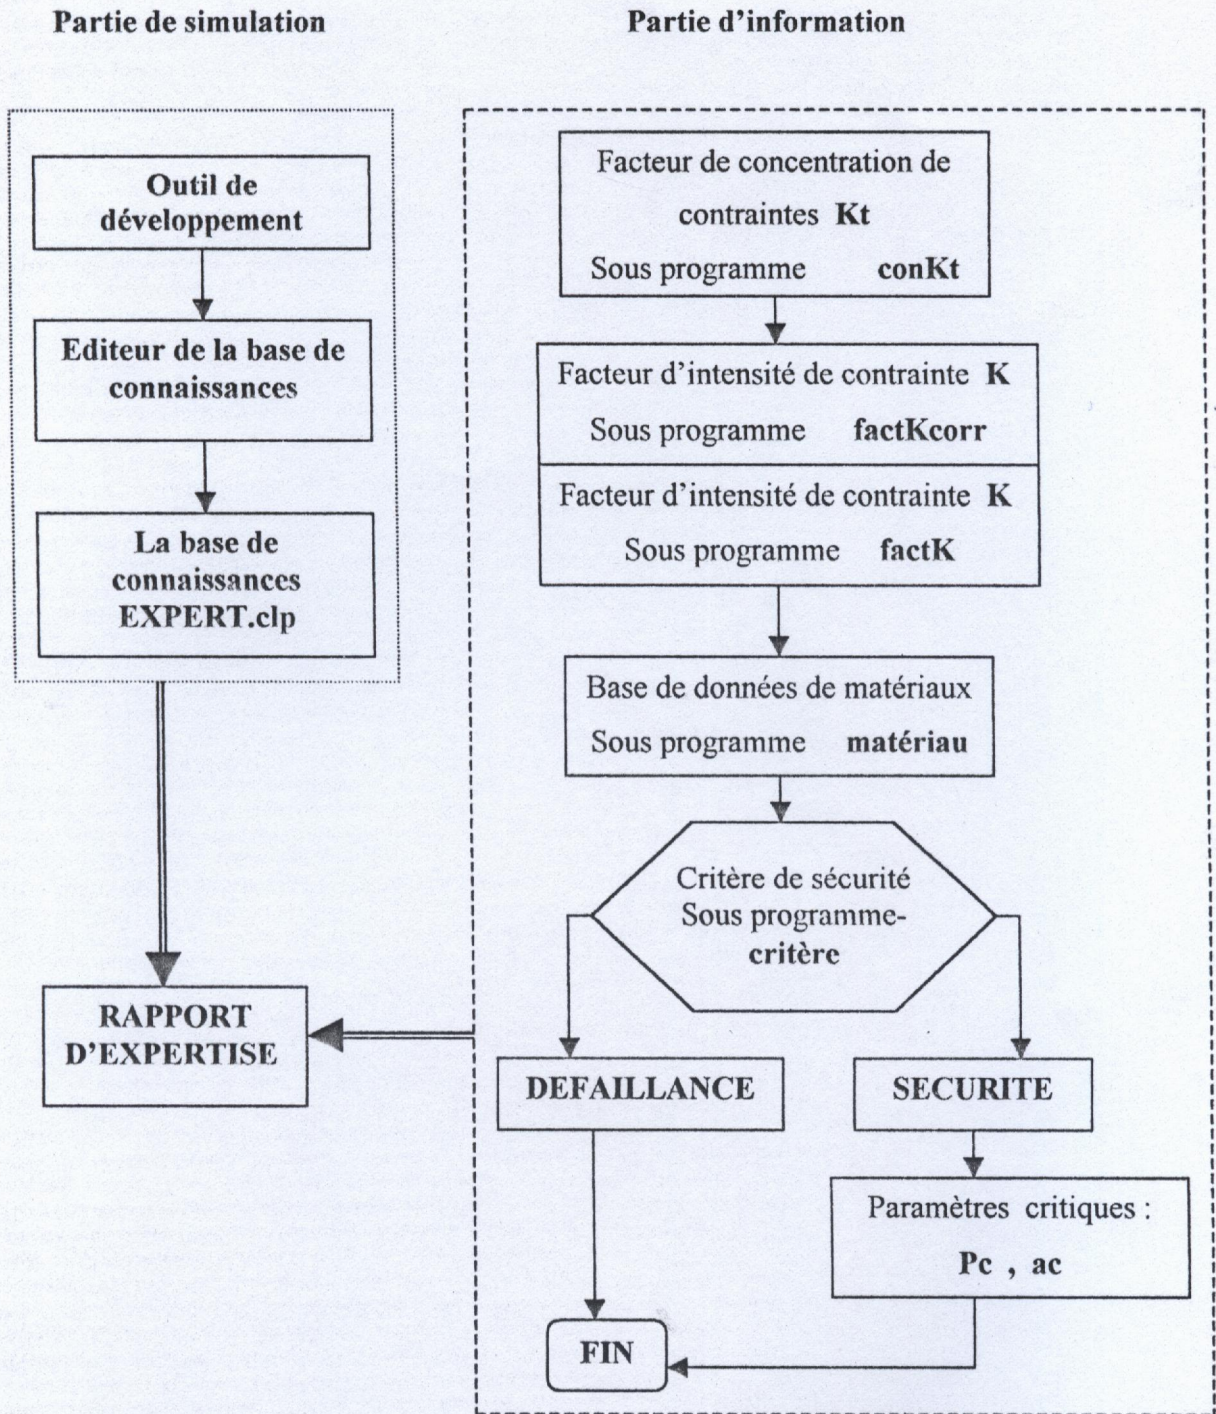 Partie de simulation
Partie d'information
Outil de
développement
Editeur de la base de
connaissances
La base de
connaissances
EXPERT.clp
RAPPORT
D'EXPERTISE
Facteur de concentration de
contraintes Kt
Sous programme conKt
Facteur d'intensité de contrainte K
Sous programme factKcorr
Facteur d'intensité de contrainte K
Sous programme factK
Base de données de matériaux
Sous programme matériau
Critère de sécurité
Sous programme-
critère
DEFAILLANCE
SECURITE
Paramètres critiques :
Pc , ac
FIN